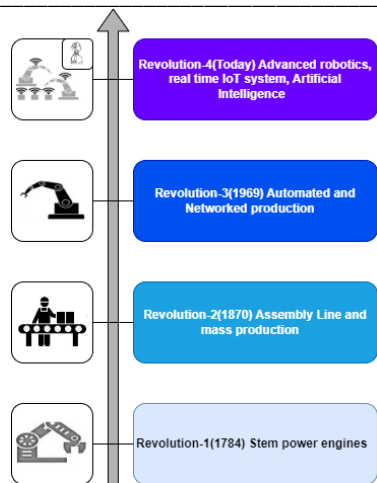 Revolution-4(Today) Advanced robotics,
real time IoT system, Artificial
Intelligence
Revolution-3(1969) Automated and
Networked production
Revolution-2(1870) Assembly Line and
mass production
Revolution-1(1784) Stem power engines